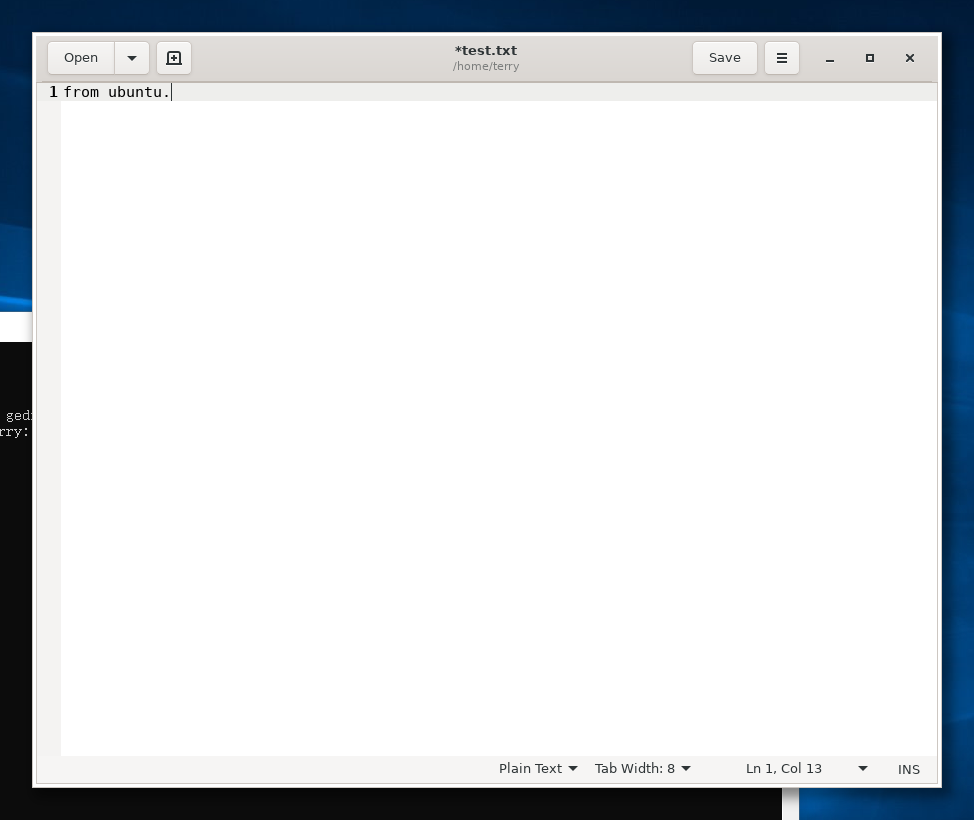 Open
*test.txt
/home/terry
Save
1 from ubuntu.
rry:
Plain Text
Tab Width: 8
Ln 1, Col 13
INS